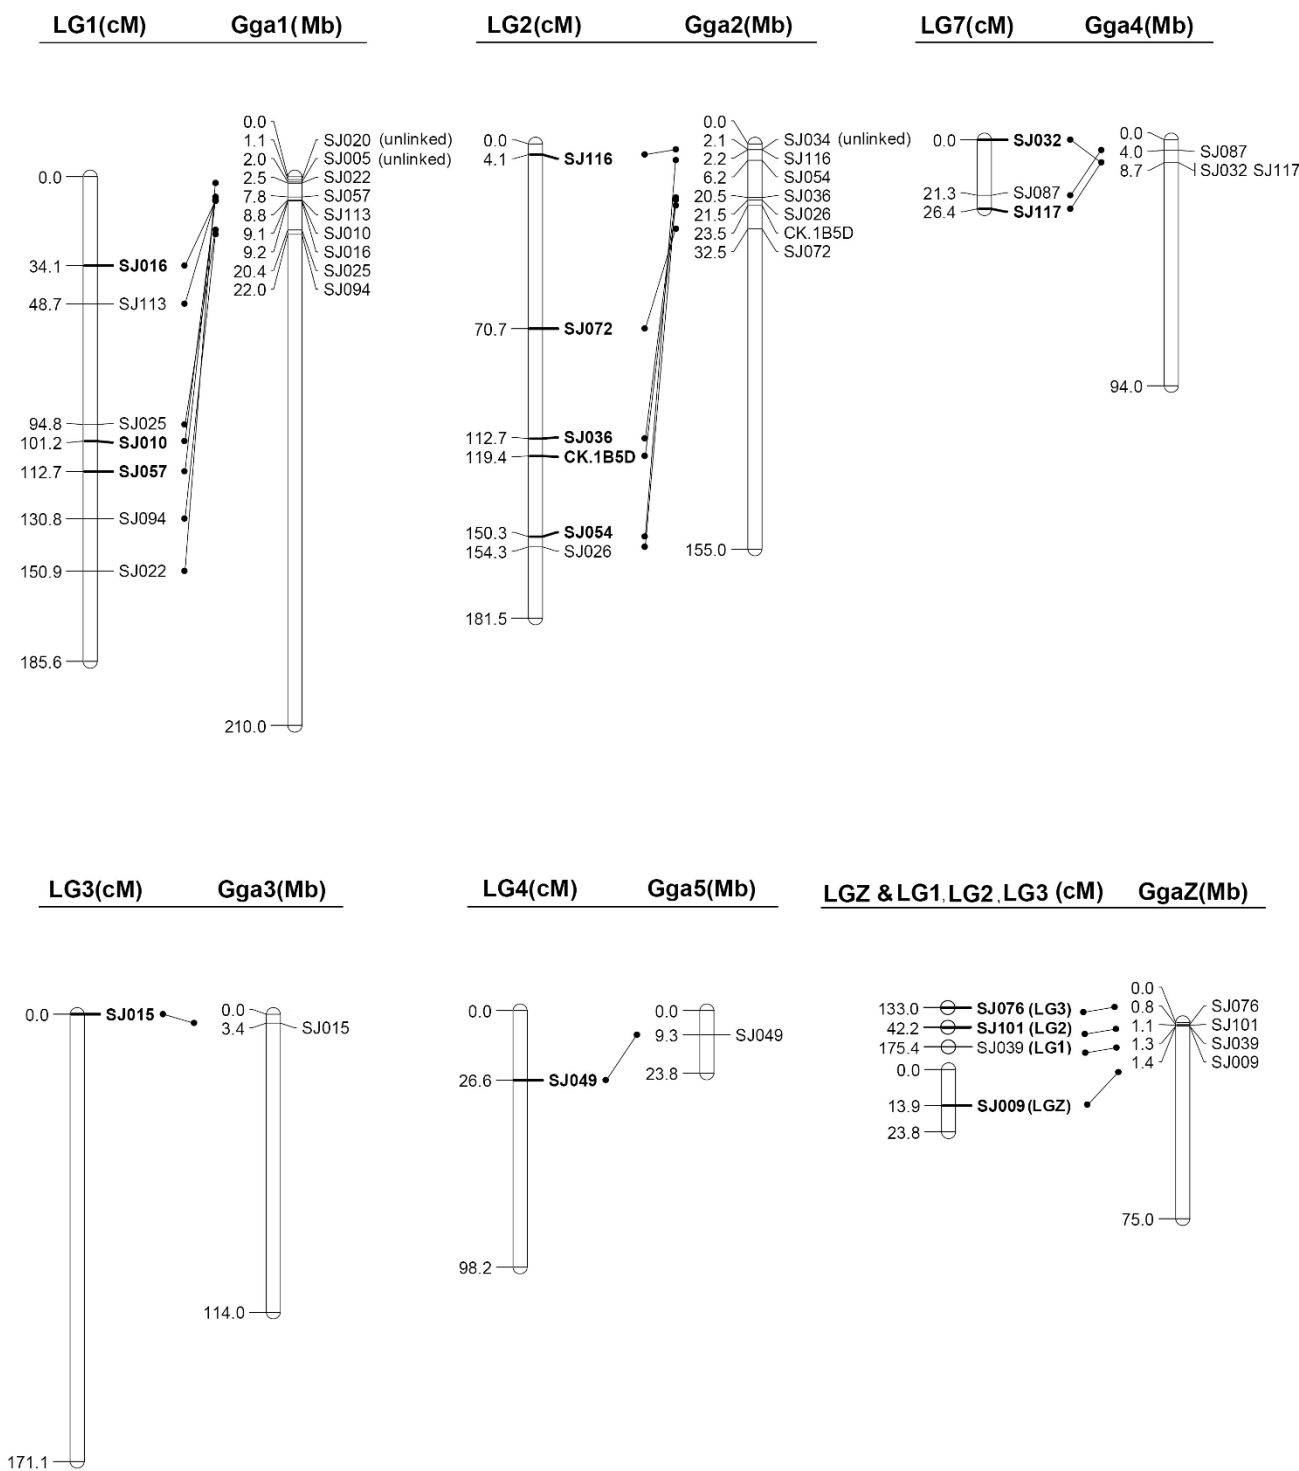 LG1(cM) Gga1(Mb)
0.0
34.1 SJ016
48.7 SJ113
94.8 SJ025
101.2 SJ010
112.7 SJ057
130.8 SJ094
150.9 SJ022
185.6
0.0
1.1 SJ020 (unlinked)
2.0 SJ005 (unlinked)
2.5 SJ022
7.8 SJ057
8.8 SJ113
9.1 SJ010
9.2 SJ016
20.4 SJ025
22.0 SJ094
210.0
LG2(cM) Gga2(Mb)
0.0
4.1 SJ116
70.7 SJ072
112.7 SJ036
119.4 CK.1B5D
150.3 SJ054
154.3 SJ026
181.5
0.0
2.1 SJ034 (unlinked)
2.2 SJ116
6.2 SJ054
20.5 SJ036
21.5 SJ026
23.5 CK.1B5D
32.5 SJ072
155.0
LG7(cM) Gga4(Mb)
0.0 SJ032
21.3 SJ087
26.4 SJ117
0.0
4.0 SJ087
8.7 SJ032 SJ117
94.0
LG3(cM) Gga3(Mb)
0.0 SJ015
171.1
0.0
3.4 SJ015
114.0
LG4(cM) Gga5(Mb)
0.0
26.6 SJ049
98.2
0.0
9.3 SJ049
23.8
LGZ & LG1, LG2, LG3 (cM) GgaZ(Mb)
133.0 SJ076 (LG3)
42.2 SJ101 (LG2)
175.4 SJ039 (LG1)
0.0
13.9 SJ009 (LGZ)
23.8
0.0
0.8 SJ076
1.1 SJ101
1.3 SJ039
1.4 SJ009
75.0